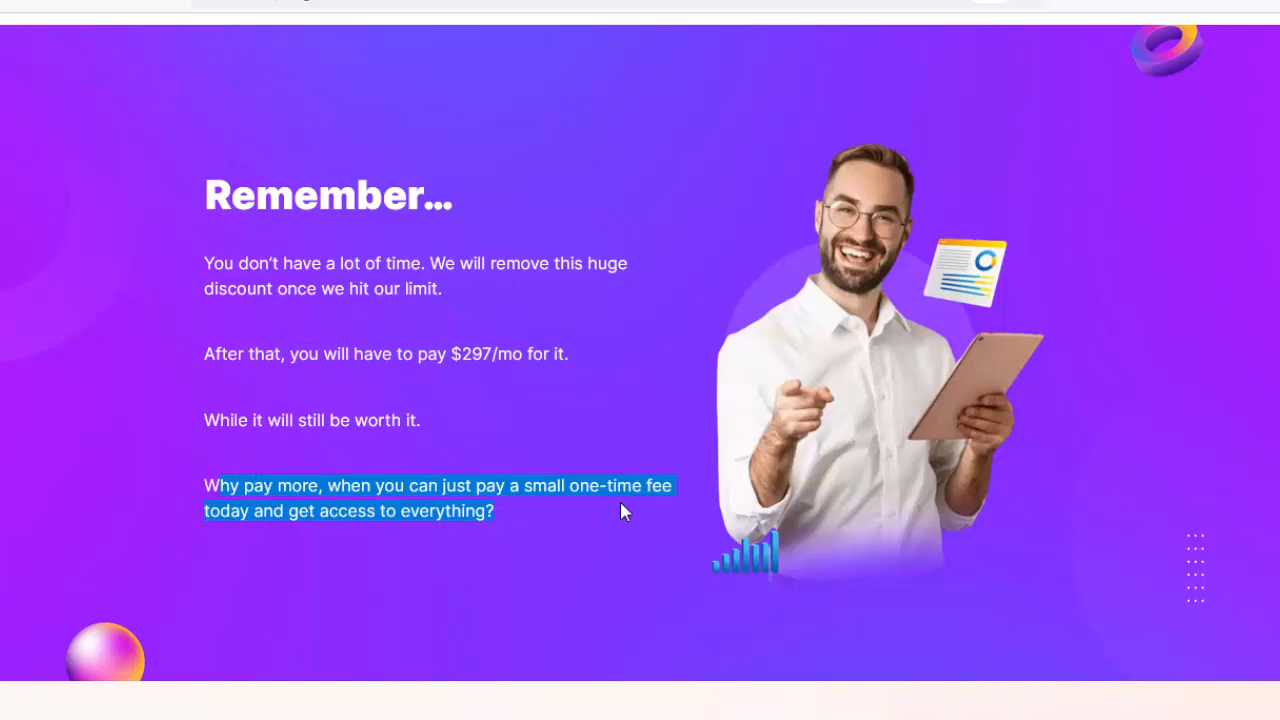 Remember...
You don't have a lot of time. We will remove this huge
discount once we hit our limit.
After that, you will have to pay $297/mo for it.
While it will still be worth it.
Why pay more, when you can just pay a small one-time fee
today and get access to everything?